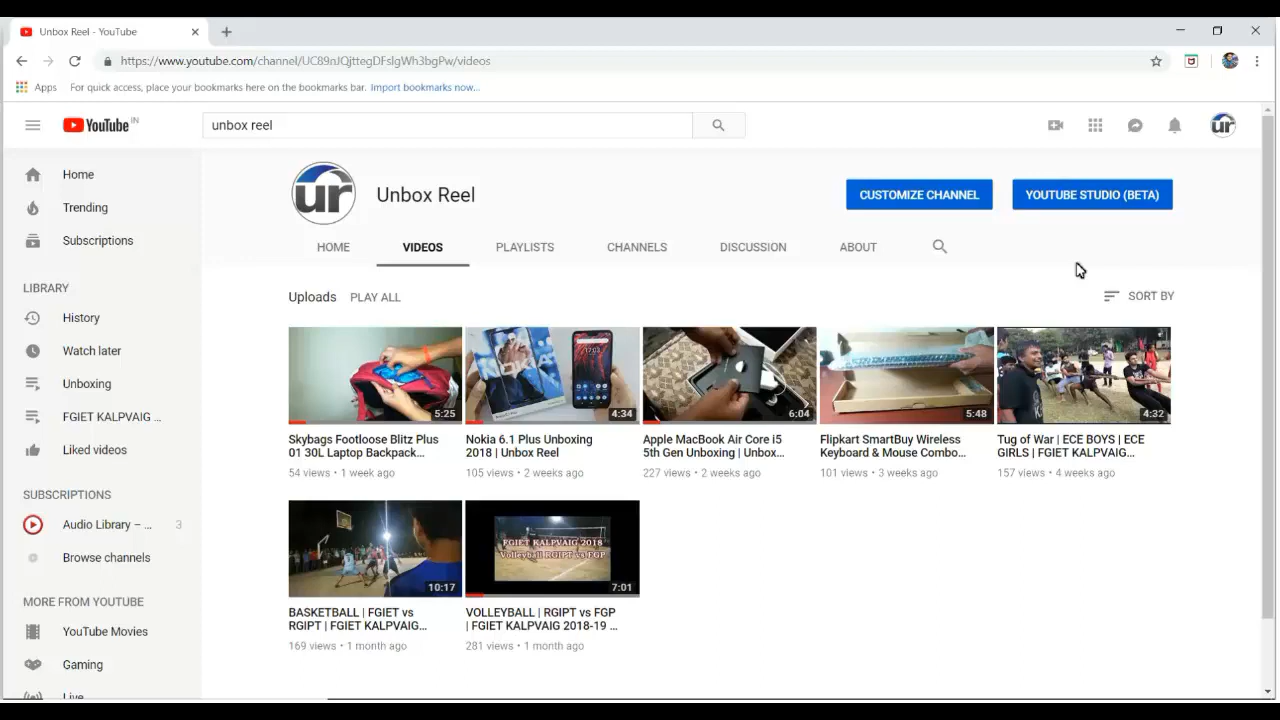 Unbox Reel - YouTube
https://www.youtube.com/channel/UC89nJQjttegDFslgWh3bgPw/videos
Apps For quick access, place your bookmarks here on the bookmarks bar. Import bookmarks now...
YouTube IN
unbox reel
ur
Home
Trending
Subscriptions
LIBRARY
History
Watch later
Unboxing
FGIET KALPVAIG ...
Liked videos
SUBSCRIPTIONS
Audio Library – ... 3
Browse channels
MORE FROM YOUTUBE
YouTube Movies
Gaming
Live
ur
Unbox Reel
CUSTOMIZE CHANNEL
YOUTUBE STUDIO (BETA)
HOME VIDEOS PLAYLISTS CHANNELS DISCUSSION ABOUT
Uploads PLAY ALL
SORT BY
5:25
Skybags Footloose Blitz Plus
01 30L Laptop Backpack...
54 views • 1 week ago
17:03
4:34
Nokia 6.1 Plus Unboxing
2018 | Unbox Reel
105 views • 2 weeks ago
6:04
Apple MacBook Air Core i5
5th Gen Unboxing | Unbox...
227 views • 2 weeks ago
5:48
Flipkart SmartBuy Wireless
Keyboard & Mouse Combo...
101 views • 3 weeks ago
4:32
Tug of War | ECE BOYS | ECE
GIRLS | FGIET KALPVAIG...
157 views • 4 weeks ago
10:17
BASKETBALL | FGIET vs
RGIPT | FGIET KALPVAIG...
169 views • 1 month ago
FGIET KALPVAIG 2018
Volleyball RGIPT vs FGP
7:01
VOLLEYBALL | RGIPT vs FGP
| FGIET KALPVAIG 2018-19 ...
281 views • 1 month ago